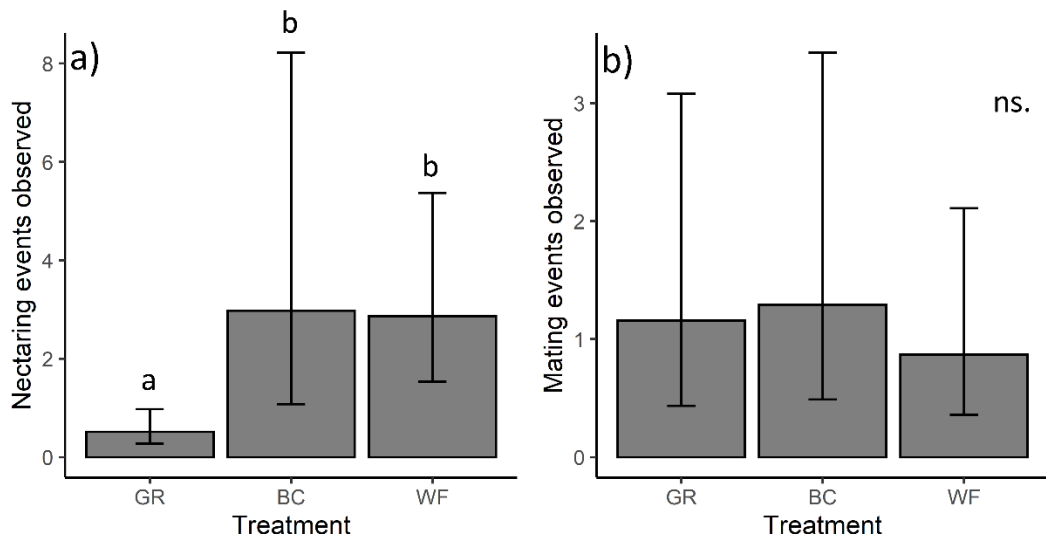 a)
b
b
a
Nectaring events observed
8
6
4
2
0
GR BC WF
Treatment
b)
ns.
Mating events observed
3
2
1
0
GR BC WF
Treatment